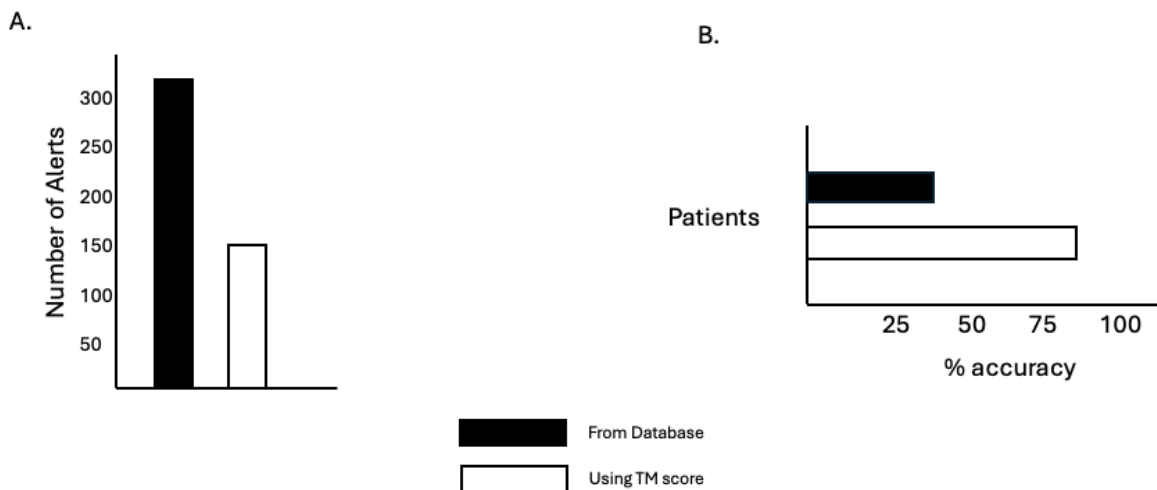 A.
Number of Alerts
300
250
200
150
100
50
B.
Patients
25 50 75 100
% accuracy
From Database
Using TM score